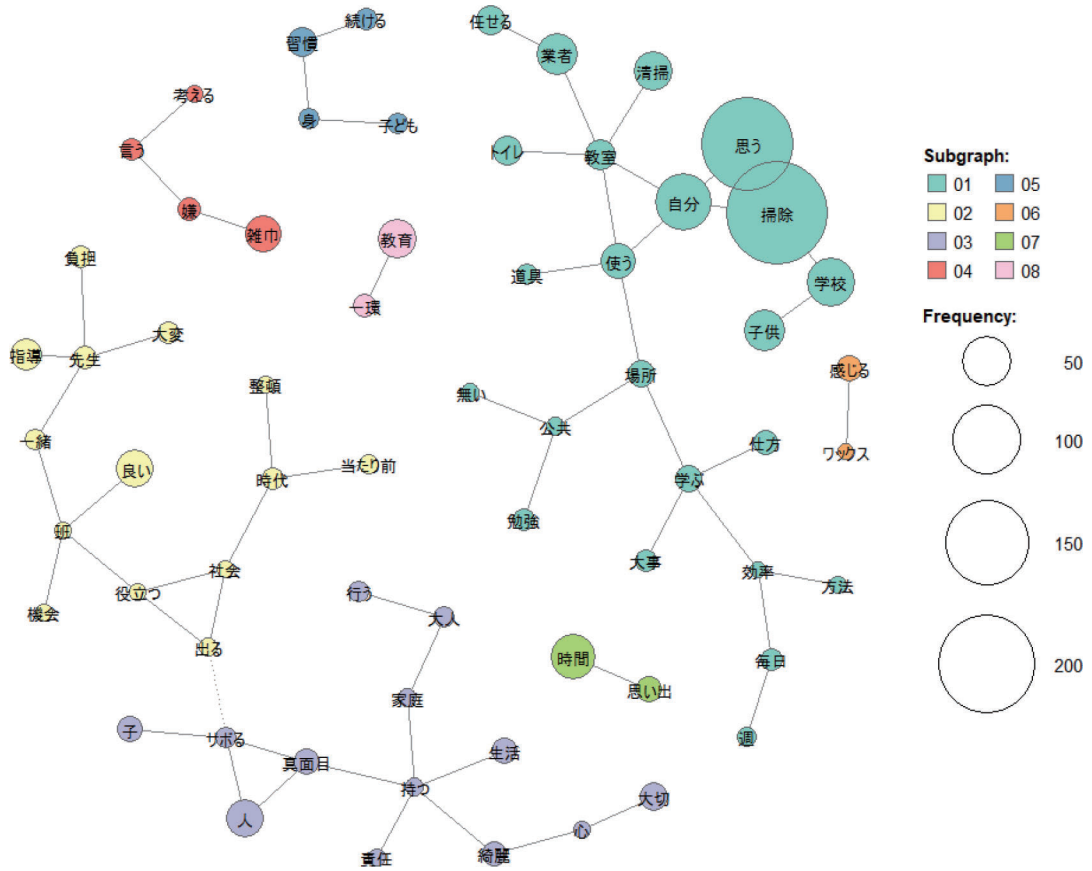 続ける
任せる
習慣
業者
清掃
考える
身
子ども
思う
言う
トイレ
教室
Subgraph:
01
05
自分
掃除
02
06
嫌
雑巾
03
07
教育
04
08
負担
道具
使う
学校
一環
Frequency:
指導
先生
大変
子供
50
整頓
無い
場所
感じる
一緒
公共
仕方
100
良い
時代
当たり前
学ぶ
ワックス
班
勉強
150
社会
大事
効率
方法
役立つ
行う
機会
大人
出る
時間
毎日
200
家庭
思い出
子
サボる
週
真面目
生活
持つ
大切
人
心
責任
綺麗